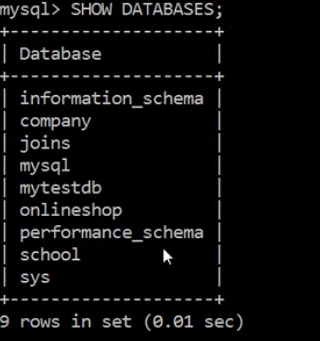 mysql> SHOW DATABASES;
+--------------------+
| Database           |
+--------------------+
| information_schema |
| company            |
| joins              |
| mysql              |
| mytestdb           |
| onlineshop         |
| performance_schema |
| school             |
| sys                |
+--------------------+
9 rows in set (0.01 sec)